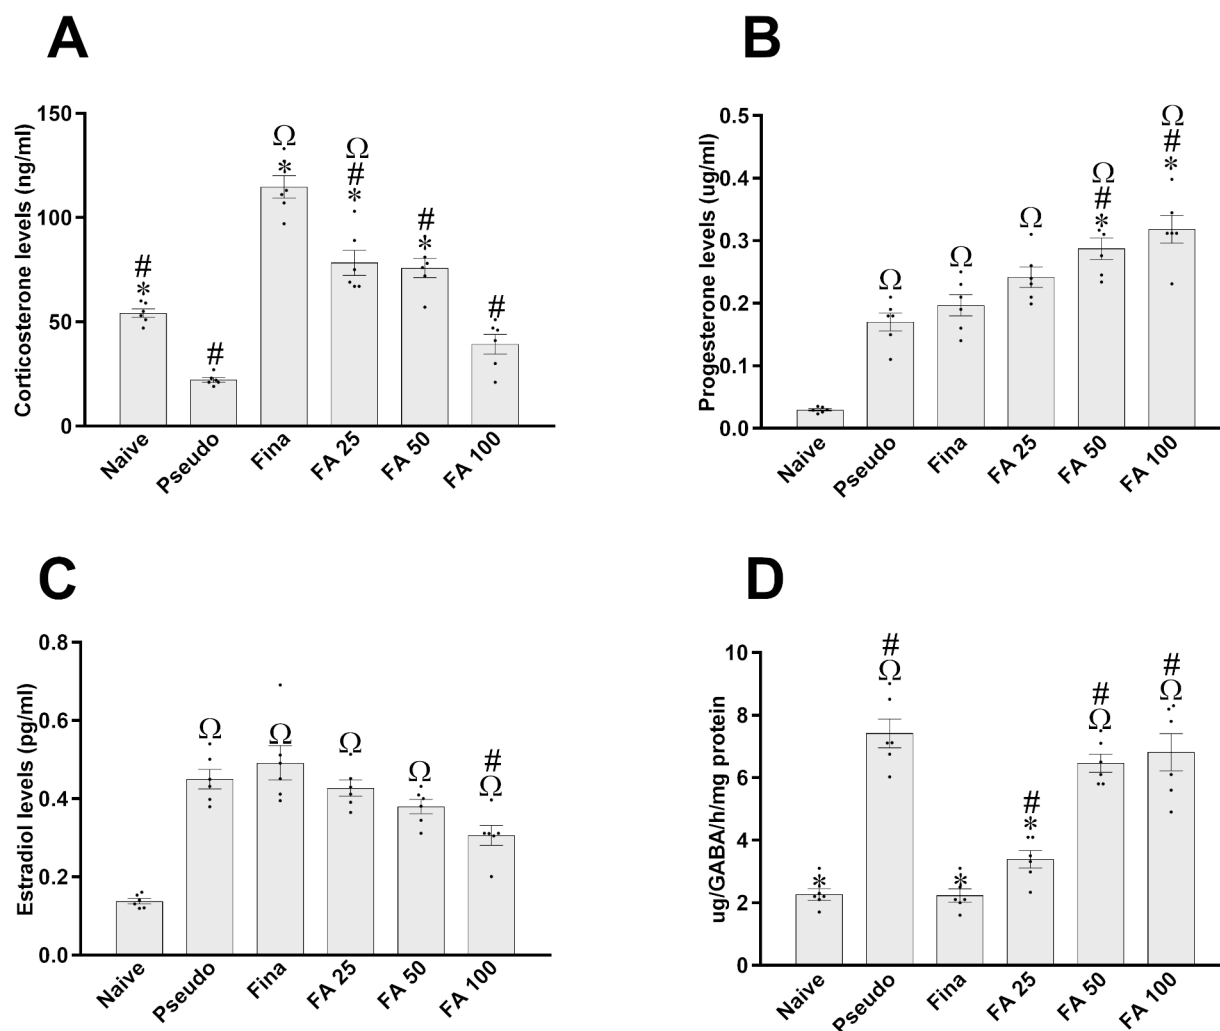 A
Corticosterone levels (ng/ml)
150
100
50
0
# * # Ω * Ω # * # * #
Naive Pseudo Fina FA 25 FA 50 FA 100
B
Progesterone levels (ug/ml)
0.5
0.4
0.3
0.2
0.1
0.0
Ω Ω Ω Ω # * Ω # *
Naive Pseudo Fina FA 25 FA 50 FA 100
C
Estradiol levels (pg/ml)
0.8
0.6
0.4
0.2
0.0
Ω Ω Ω Ω # Ω
Naive Pseudo Fina FA 25 FA 50 FA 100
D
ug/GABA/h/mg protein
10
8
6
4
2
0
* # Ω * # * # Ω # Ω
Naive Pseudo Fina FA 25 FA 50 FA 100